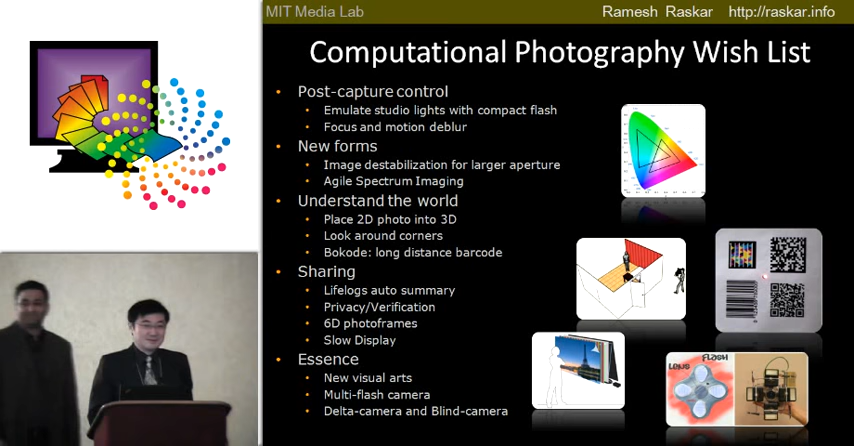 MIT Media Lab
Ramesh Raskar http://raskar.info
Computational Photography Wish List
• Post-capture control
• Emulate studio lights with compact flash
• Focus and motion deblur
• New forms
• Image destabilization for larger aperture
• Agile Spectrum Imaging
• Understand the world
• Place 2D photo into 3D
• Look around corners
• Bokode: long distance barcode
• Sharing
• Lifelogs auto summary
• Privacy/Verification
• 6D photoframes
• Slow Display
• Essence
• New visual arts
• Multi-flash camera
• Delta-camera and Blind-camera
LENS
FLASH